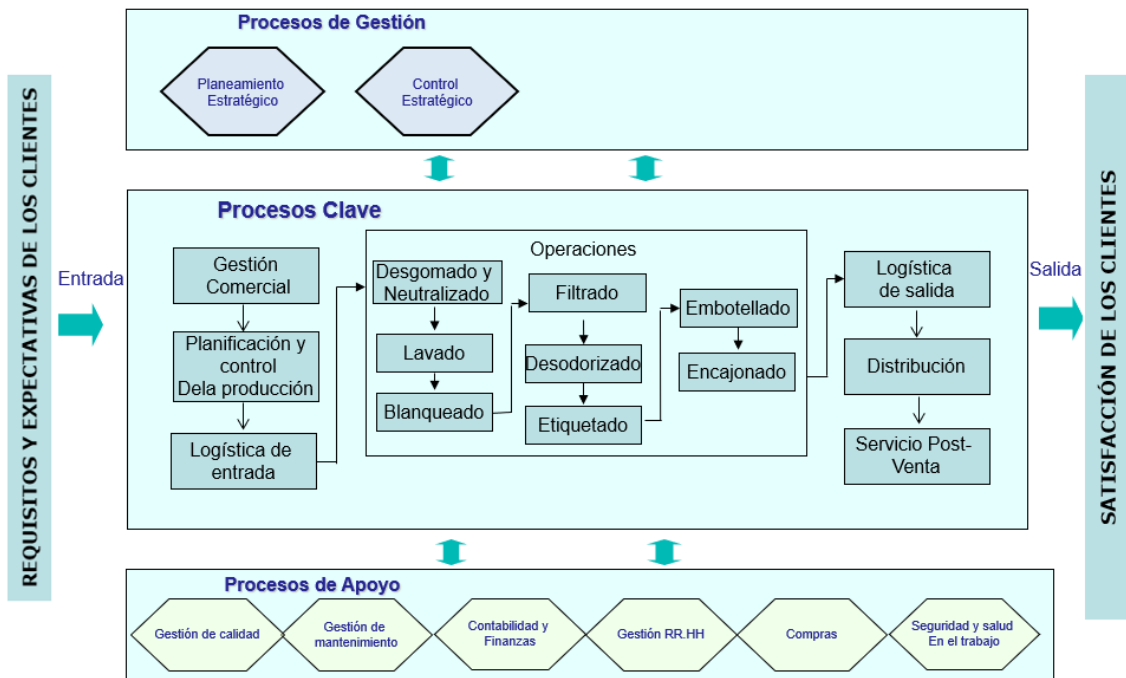 Procesos de Gestión
Planeamiento
Estratégico
Control
Estratégico
REQUISITOS Y EXPECTATIVAS DE LOS CLIENTES
Entrada
Procesos Clave
Gestión
Comercial
Planificación y
control
Dela producción
Logística de
entrada
Operaciones
Desgomado y
Neutralizado
Lavado
Blanqueado
Filtrado
Desodorizado
Etiquetado
Embotellado
Encajonado
Logística
de salida
Distribución
Servicio Post-
Venta
Salida
SATISFACCIÓN DE LOS CLIENTES
Procesos de Apoyo
Gestión de calidad
Gestión de
mantenimiento
Contabilidad y
Finanzas
Gestión RR.HH
Compras
Seguridad y salud
En el trabajo